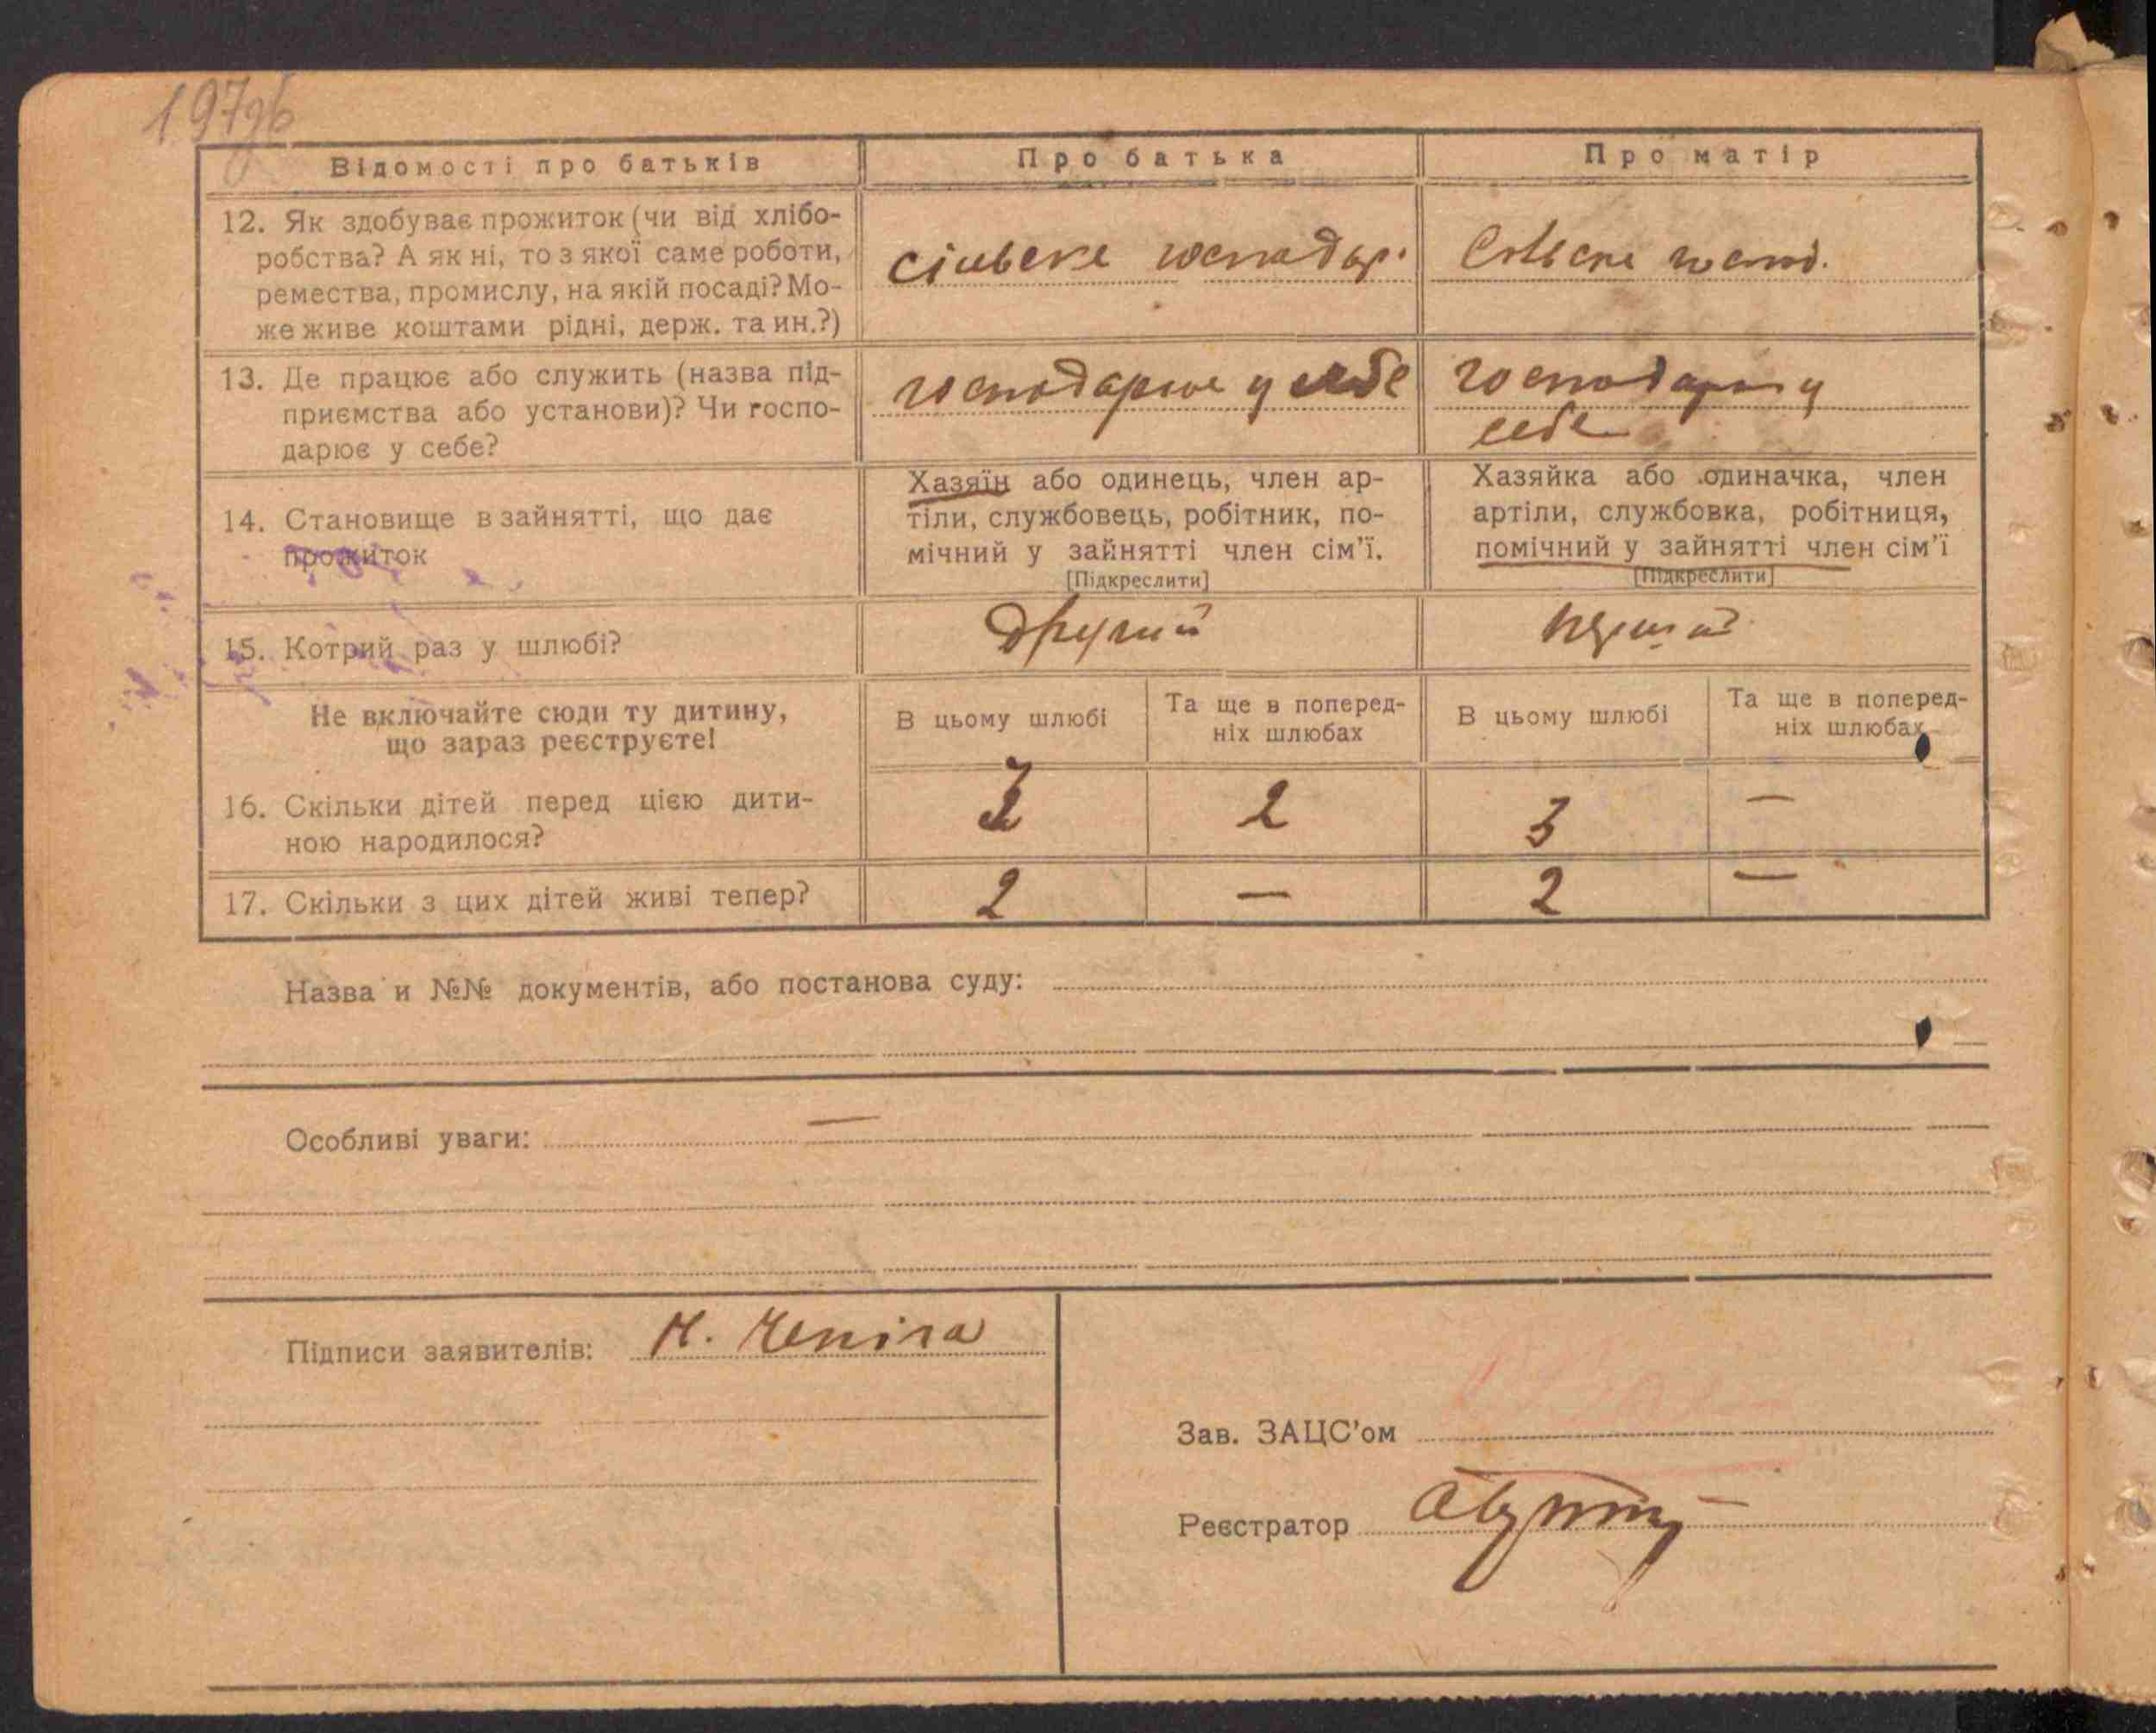 197зв
Відомості про батьків
Про батька
Про матір
12. Як здобуває прожиток (чи від хлібо-
робства? А як ні, то з якої саме роботи,
ремества, промислу, на якій посаді? Мо-
же живе коштами рідні, держ. та ин.?)
сільське господар.
Сільске госпд.
13. Де працює або служить (назва під-
приємства або установи)? Чи госпо-
дарює у себе?
господарює у себе
господарює у
себе
14. Становище в зайнятті, що дає
прожиток
Хазяїн або одинець, член ар-
тіли, службовець, робітник, по-
мічний у зайнятті член сім’ї.
[Підкреслити]
Хазяйка або одиначка, член
артіли, службовка, робітниця,
помічний у зайнятті член сім’ї
[Підкреслити]
15. Котрий раз у шлюбі?
другий
перший
Не включайте сюди ту дитину,
що зараз реєструєте!
В цьому шлюбі
Та ще в поперед-
ніх шлюбах
В цьому шлюбі
Та ще в поперед-
ніх шлюбах
16. Скільки дітей перед цією дити-
ною народилося?
3
2
3
—
17. Скільки з цих дітей живі тепер?
2
—
2
—
Назва и №№ документів, або постанова суду:
Особливі уваги: —
Підписи заявителів: М. Чепіга
Зав. ЗАЦС’ом
Реєстратор